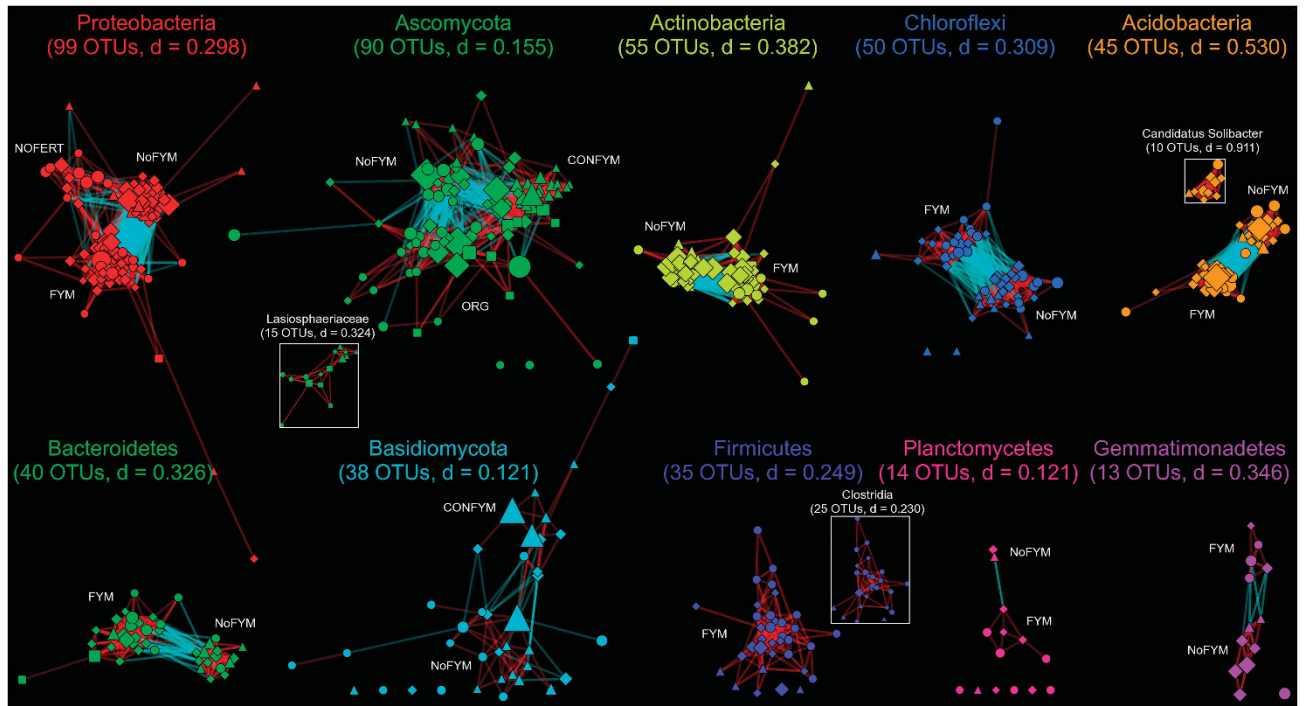 Proteobacteria
(99 OTUs, d = 0.298)
Ascomycota
(90 OTUs, d = 0.155)
Actinobacteria
(55 OTUs, d = 0.382)
Chloroflexi
(50 OTUs, d = 0.309)
Acidobacteria
(45 OTUs, d = 0.530)
NOFERT
NoFYM
FYM
NoFYM
CONFYM
ORG
Lasiosphaeriaceae
(15 OTUs, d = 0.324)
NoFYM
FYM
FYM
NoFYM
Candidatus Solibacter
(10 OTUs, d = 0.911)
NoFYM
FYM
Bacteroidetes
(40 OTUs, d = 0.326)
Basidiomycota
(38 OTUs, d = 0.121)
Firmicutes
(35 OTUs, d = 0.249)
Planctomycetes
(14 OTUs, d = 0.121)
Gemmatimonadetes
(13 OTUs, d = 0.346)
FYM
NoFYM
CONFYM
NoFYM
FYM
Clostridia
(25 OTUs, d = 0.230)
NoFYM
FYM
FYM
NoFYM